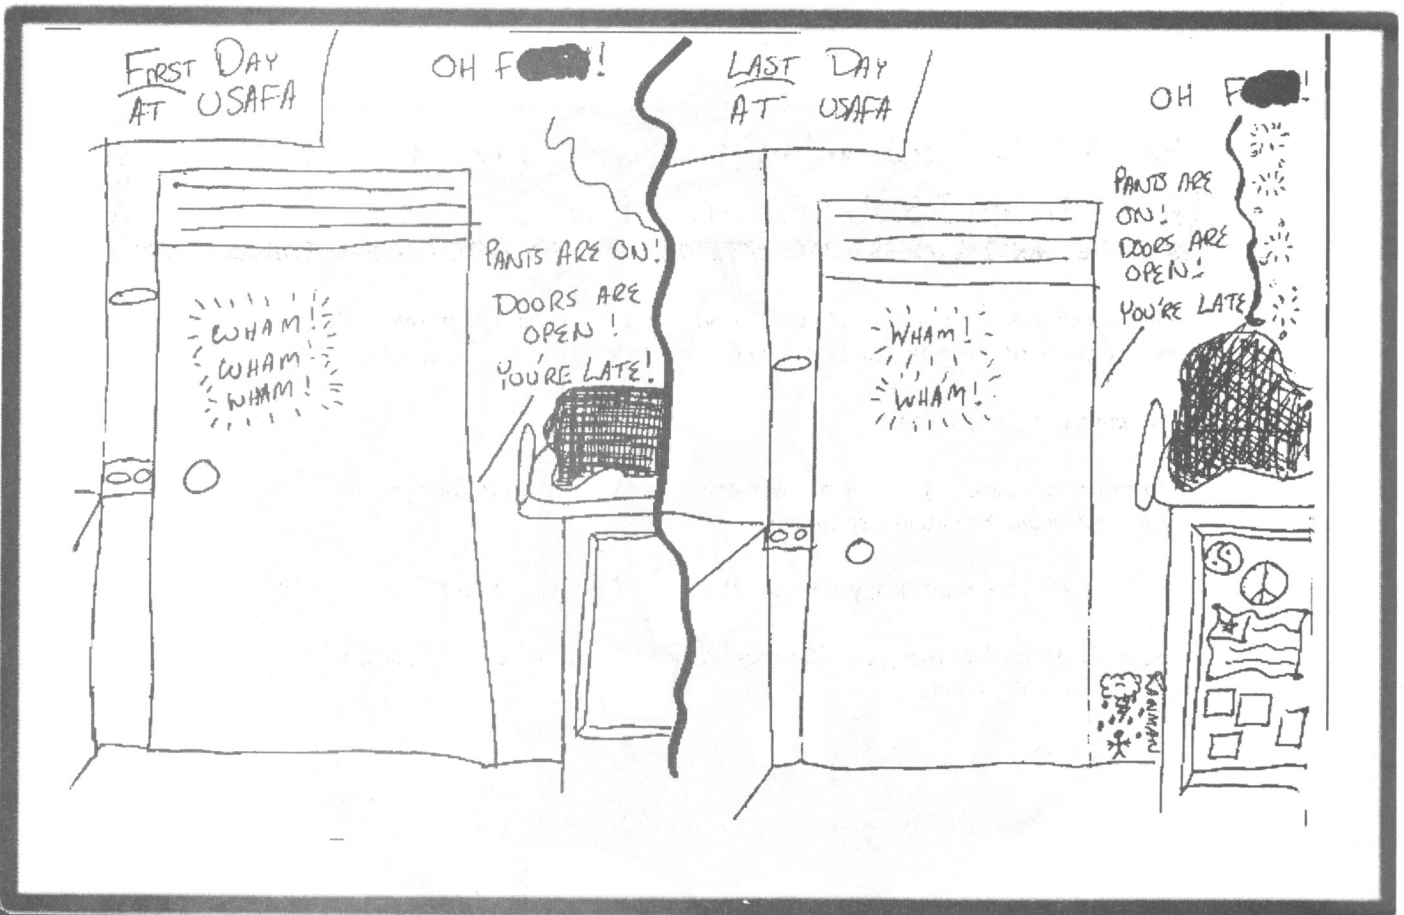 FIRST DAY
AT USAFA
OH F!
WHAM!
WHAM
WHAM!
PANTS ARE ON!
DOORS ARE
OPEN!
YOU'RE LATE!
LAST DAY
AT USAFA
OH F!
WHAM!
WHAM!
PANTS ARE
ON!
DOORS ARE
OPEN!
YOU'RE LATE